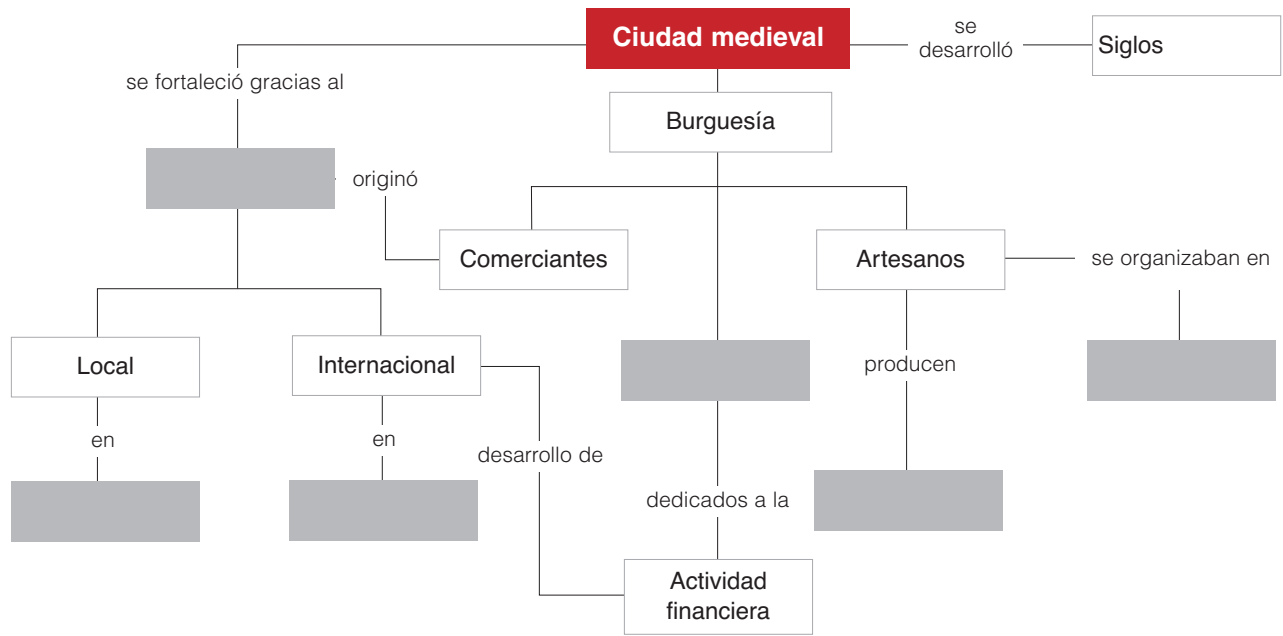 Ciudad medieval
se
desarrolló
Siglos
se fortaleció gracias al
Burguesía
originó
Comerciantes
Artesanos
se organizaban en
Local
Internacional
producen
en
en
desarrollo de
dedicados a la
Actividad
financiera